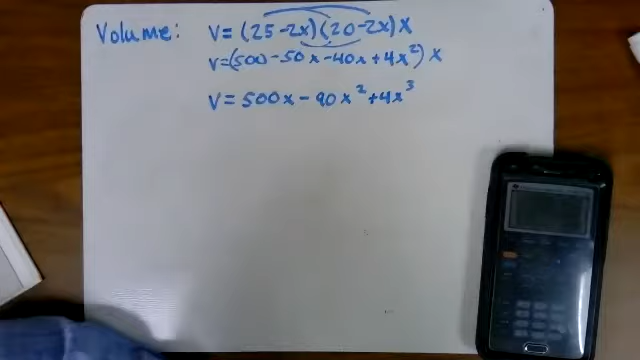 Volume: V = (25-2x)(20-2x)x
V=(500-50x-40x+4x²)x
V = 500x - 90x² + 4x³